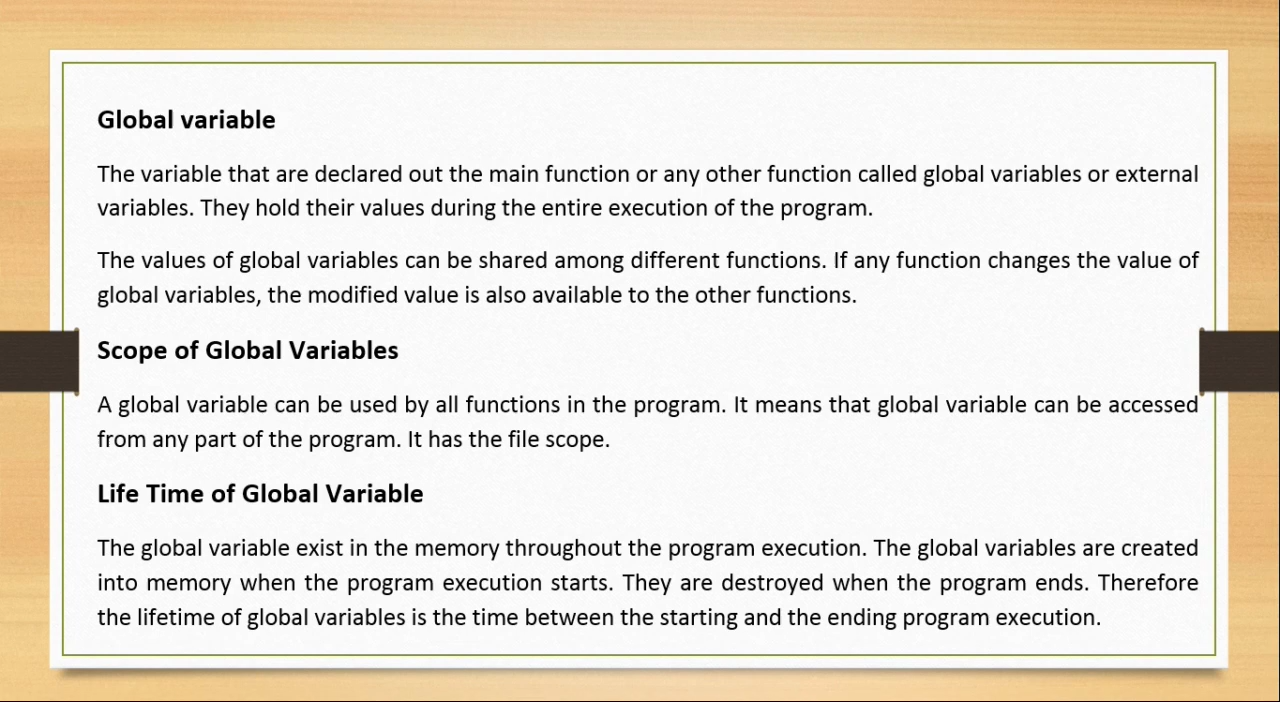 Global variable
The variable that are declared out the main function or any other function called global variables or external
variables. They hold their values during the entire execution of the program.
The values of global variables can be shared among different functions. If any function changes the value of
global variables, the modified value is also available to the other functions.
Scope of Global Variables
A global variable can be used by all functions in the program. It means that global variable can be accessed
from any part of the program. It has the file scope.
Life Time of Global Variable
The global variable exist in the memory throughout the program execution. The global variables are created
into memory when the program execution starts. They are destroyed when the program ends. Therefore
the lifetime of global variables is the time between the starting and the ending program execution.